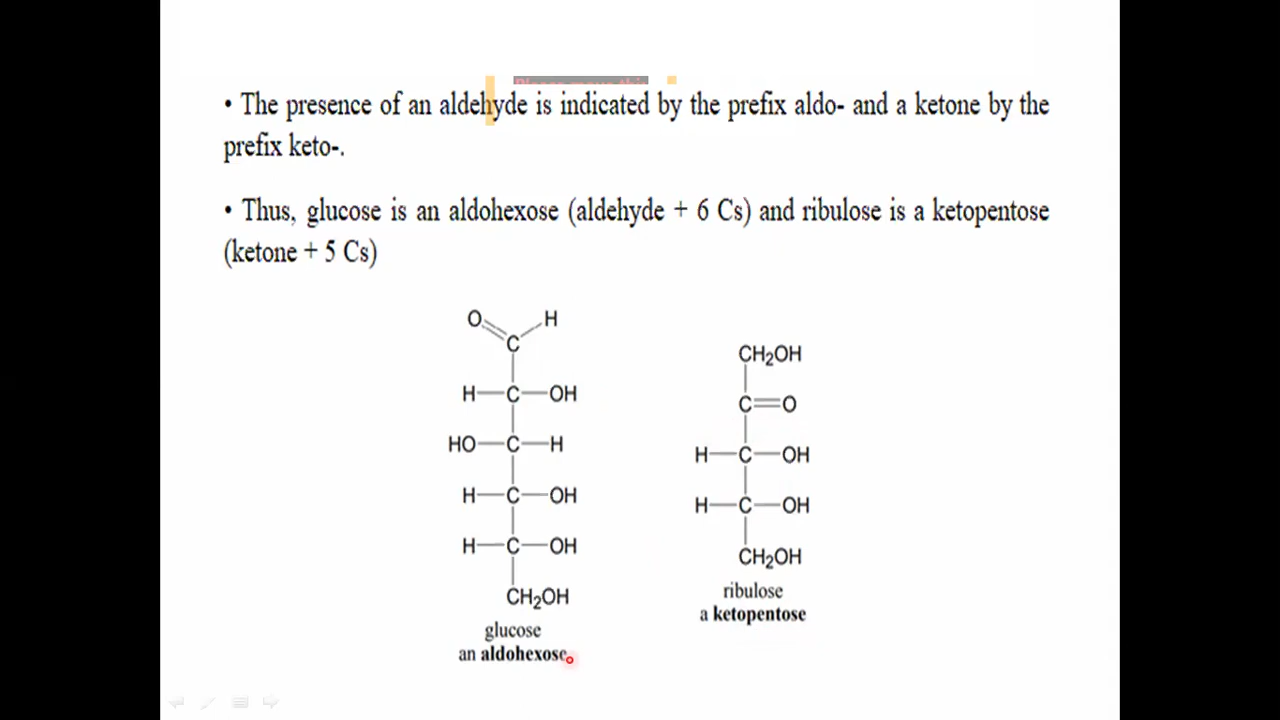 • The presence of an aldehyde is indicated by the prefix aldo- and a ketone by the
prefix keto-.
• Thus, glucose is an aldohexose (aldehyde + 6 Cs) and ribulose is a ketopentose
(ketone + 5 Cs)
O H
C
H C OH
HO C H
H C OH
H C OH
CH2OH
glucose
an aldohexose
CH2OH
C O
H C OH
H C OH
CH2OH
ribulose
a ketopentose